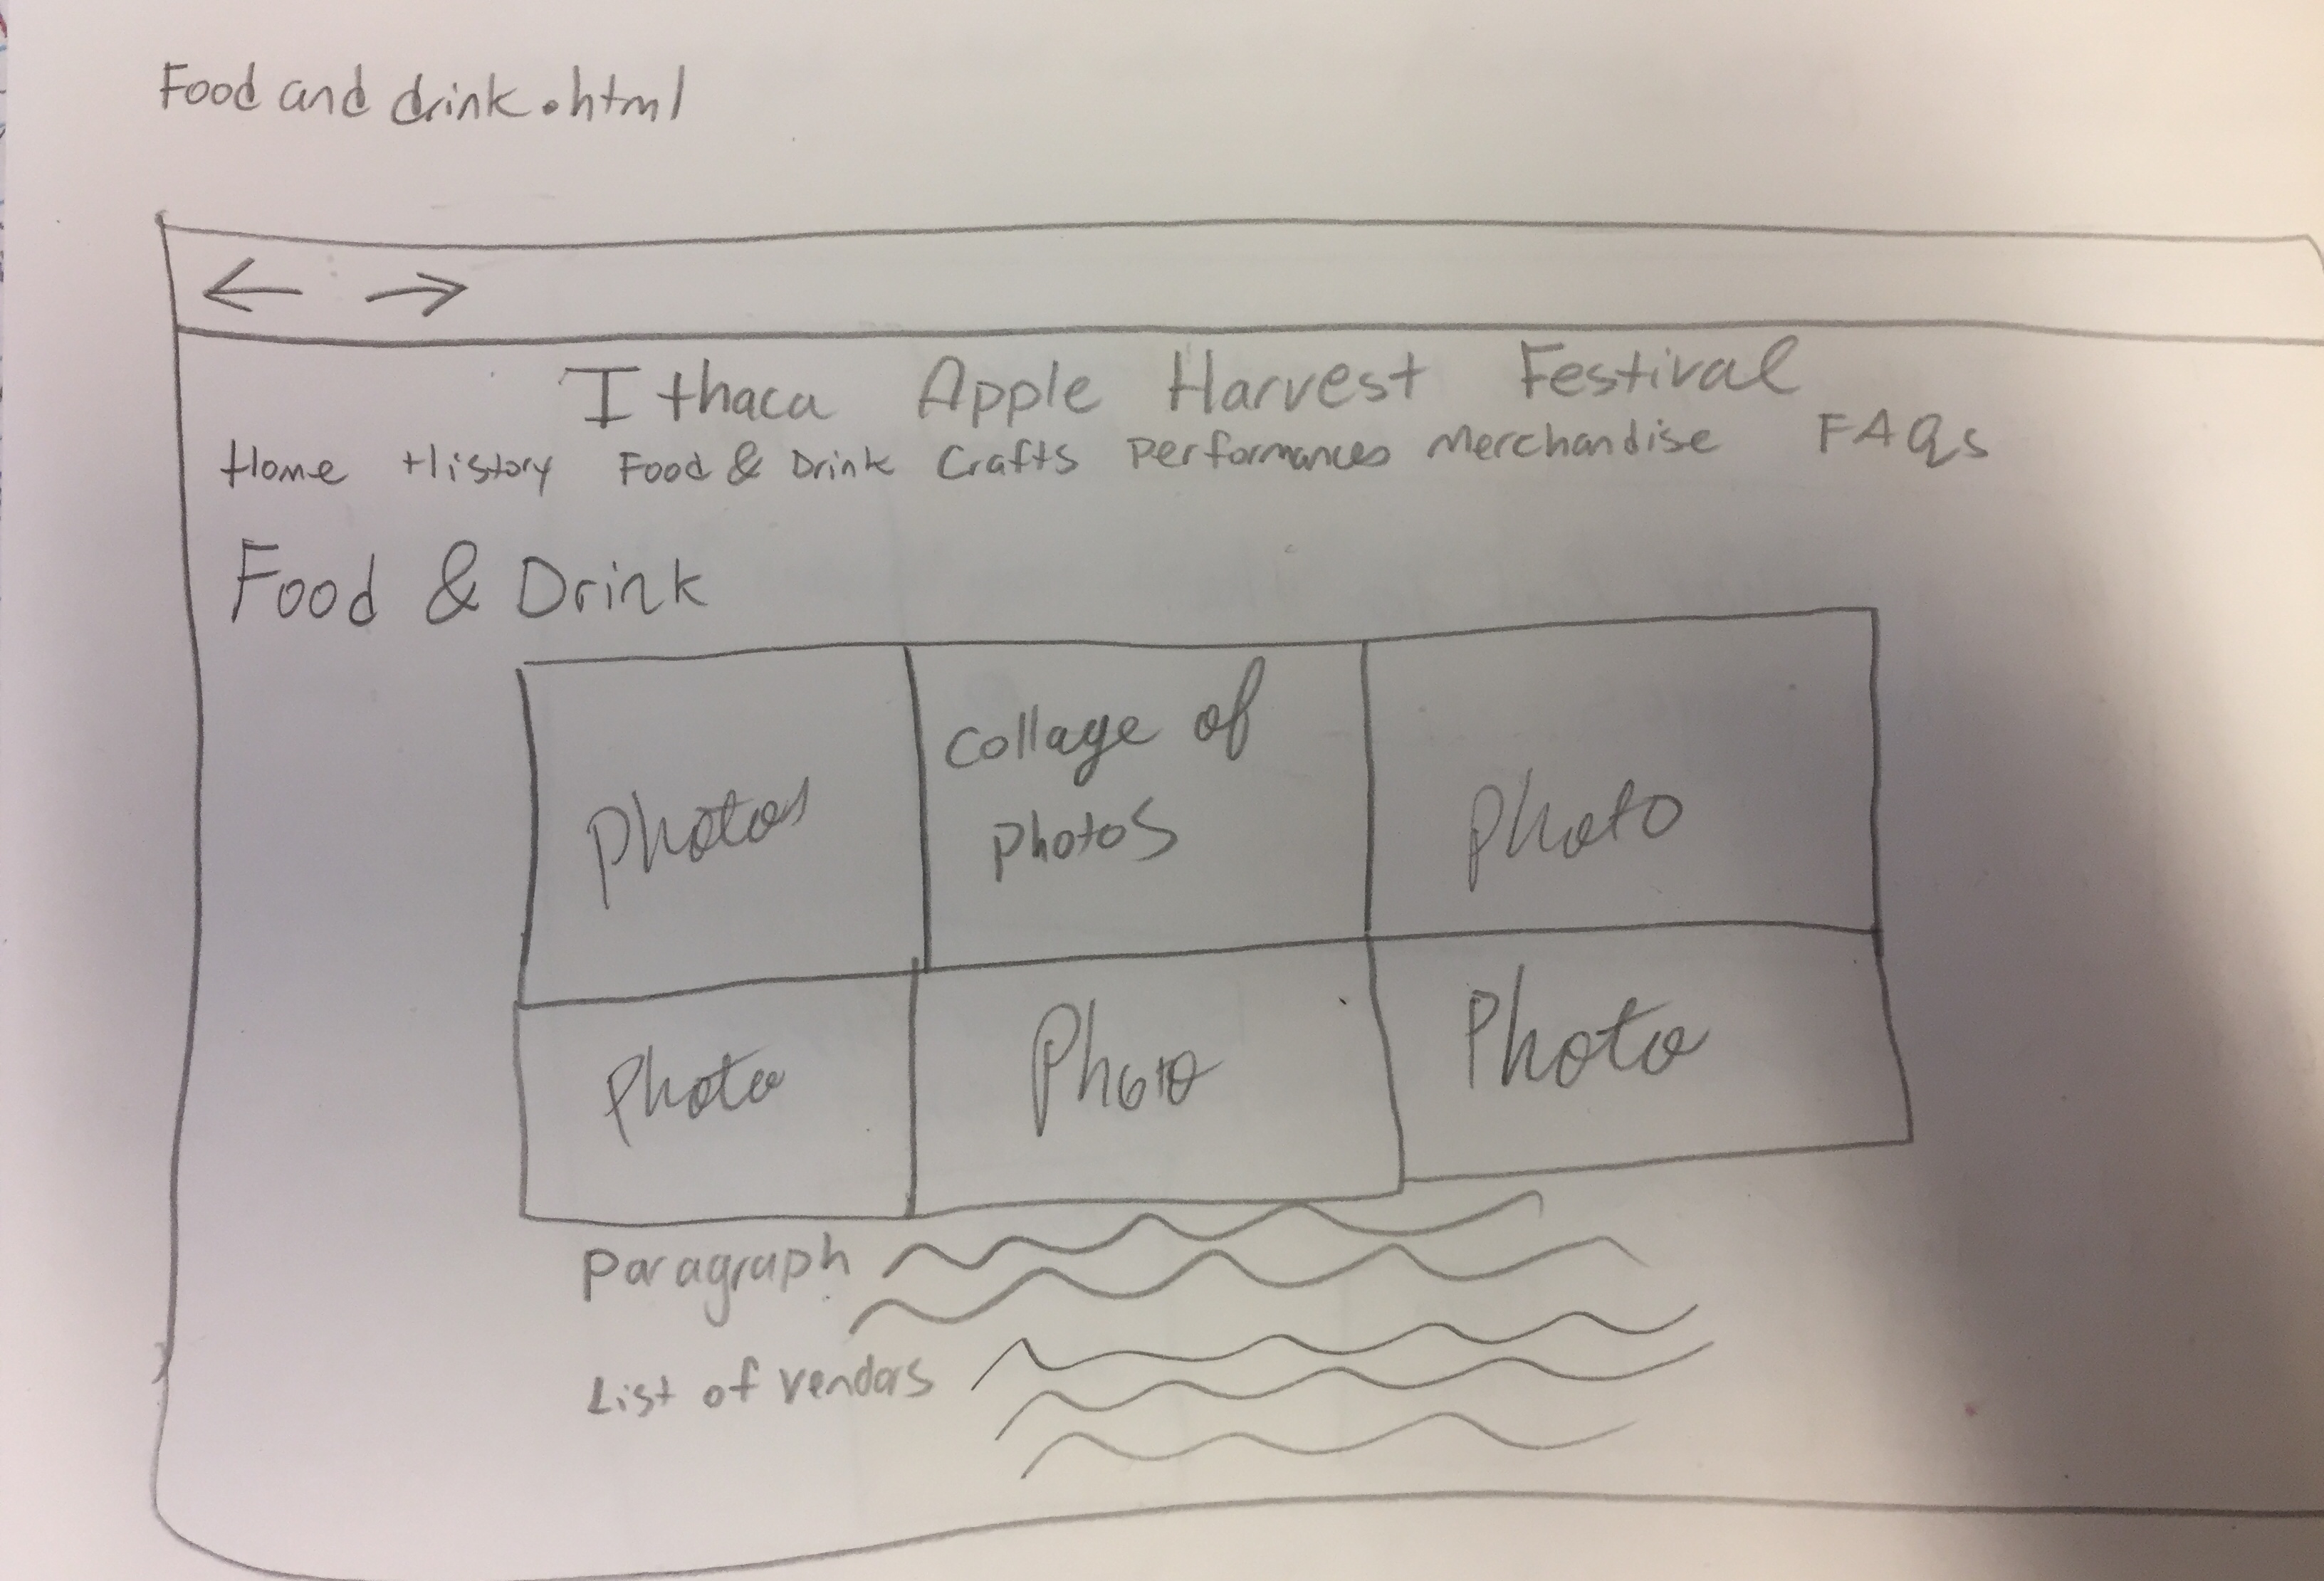 Food and drink.html
Ithaca Apple Harvest Festival
Home History Food & Drink Crafts Performances Merchandise FAQs
Food & Drink
Photos
collage of
photos
Photo
Photo
Photo
Photo
Paragraph
List of vendors